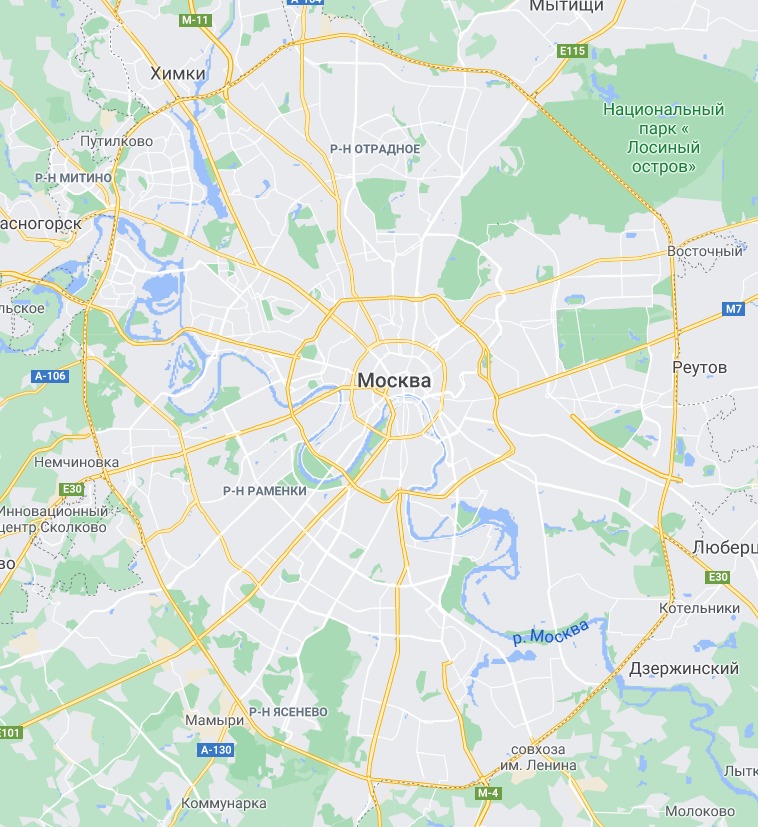 A-104
Мытищи
M-11
E115
Химки
Национальный
парк «
Лосиный
остров»
Путилково
Р-Н ОТРАДНОЕ
Р-Н МИТИНО
асногорск
Восточный
льское
M7
Реутов
A-106
Москва
Немчиновка
E30
Р-Н РАМЕНКИ
Инновационный
центр Сколково
во
Люберц
E30
Котельники
р. Москва
Дзержинский
Р-Н ЯСЕНЕВО
Мамыри
E101
A-130
совхоза
им. Ленина
Лытк
M-4
Коммунарка
Молоково